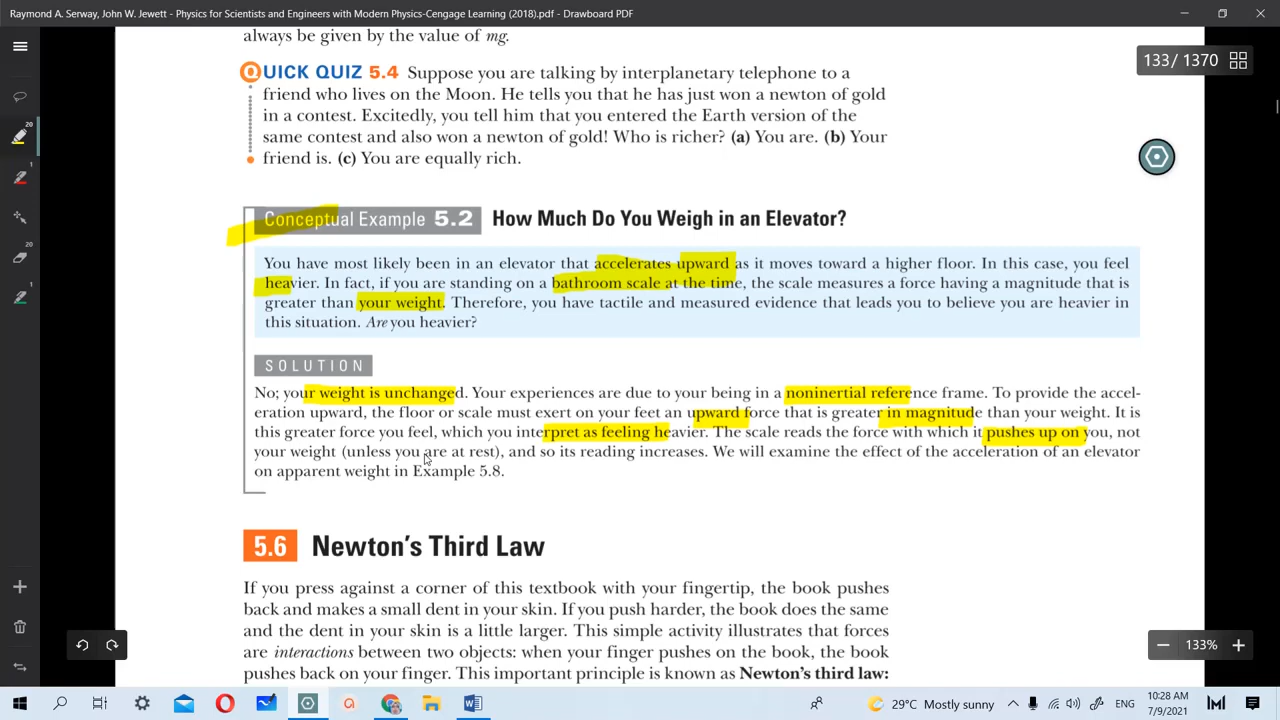 Raymond A. Serway, John W. Jewett - Physics for Scientists and Engineers with Modern Physics-Cengage Learning (2018).pdf - Drawboard PDF
always be given by the value of mg.
133/1370
QUICK QUIZ 5.4 Suppose you are talking by interplanetary telephone to a
friend who lives on the Moon. He tells you that he has just won a newton of gold
in a contest. Excitedly, you tell him that you entered the Earth version of the
same contest and also won a newton of gold! Who is richer? (a) You are. (b) Your
friend is. (c) You are equally rich.
20
1
20
1
Conceptual Example 5.2 How Much Do You Weigh in an Elevator?
You have most likely been in an elevator that accelerates upward as it moves toward a higher floor. In this case, you feel
heavier. In fact, if you are standing on a bathroom scale at the time, the scale measures a force having a magnitude that is
greater than your weight. Therefore, you have tactile and measured evidence that leads you to believe you are heavier in
this situation. Are you heavier?
SOLUTION
No; your weight is unchanged. Your experiences are due to your being in a noninertial reference frame. To provide the accel-
eration upward, the floor or scale must exert on your feet an upward force that is greater in magnitude than your weight. It is
this greater force you feel, which you interpret as feeling heavier. The scale reads the force with which it pushes up on you, not
your weight (unless you are at rest), and so its reading increases. We will examine the effect of the acceleration of an elevator
on apparent weight in Example 5.8.
5.6 Newton's Third Law
If you press against a corner of this textbook with your fingertip, the book pushes
back and makes a small dent in your skin. If you push harder, the book does the same
and the dent in your skin is a little larger. This simple activity illustrates that forces
are interactions between two objects: when your finger pushes on the book, the book
pushes back on your finger. This important principle is known as Newton's third law:
133%
29°C Mostly sunny
ENG
10:28 AM
7/9/2021